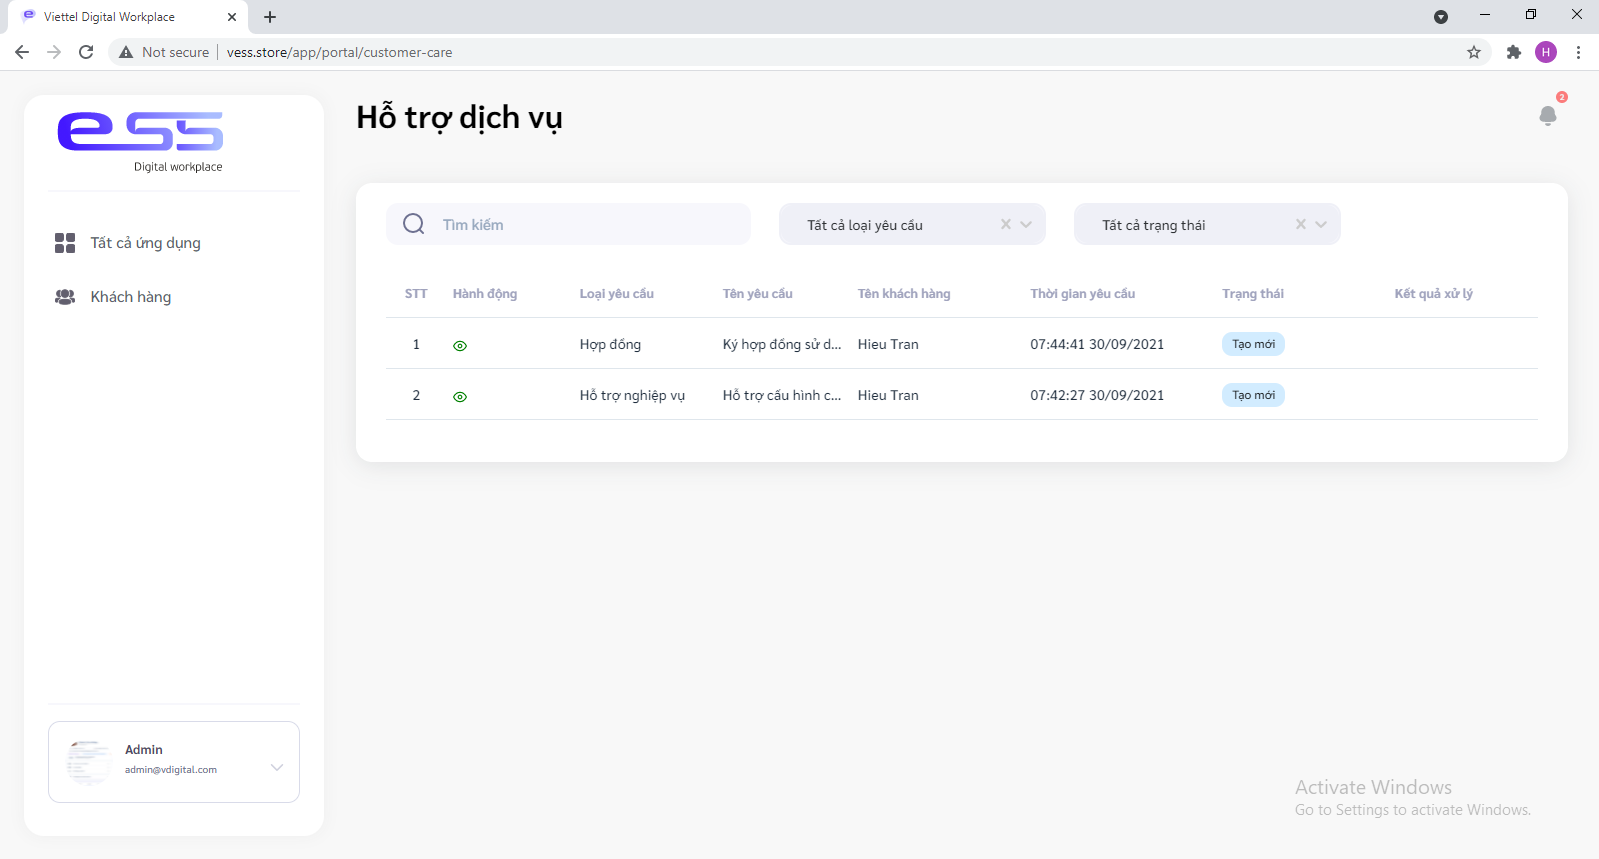 Viettel Digital Workplace
Not secure
vess.store/app/portal/customer-care
H
ess
Digital workplace
Tất cả ứng dụng
Khách hàng
Admin
admin@vdigital.com
Hỗ trợ dịch vụ
2
Tìm kiếm
Tất cả loại yêu cầu
Tất cả trạng thái
STT Hành động Loại yêu cầu Tên yêu cầu Tên khách hàng Thời gian yêu cầu Trạng thái Kết quả xử lý
1 Hợp đồng Ký hợp đồng sử d... Hieu Tran 07:44:41 30/09/2021 Tạo mới
2 Hỗ trợ nghiệp vụ Hỗ trợ cấu hình c... Hieu Tran 07:42:27 30/09/2021 Tạo mới
Activate Windows
Go to Settings to activate Windows.